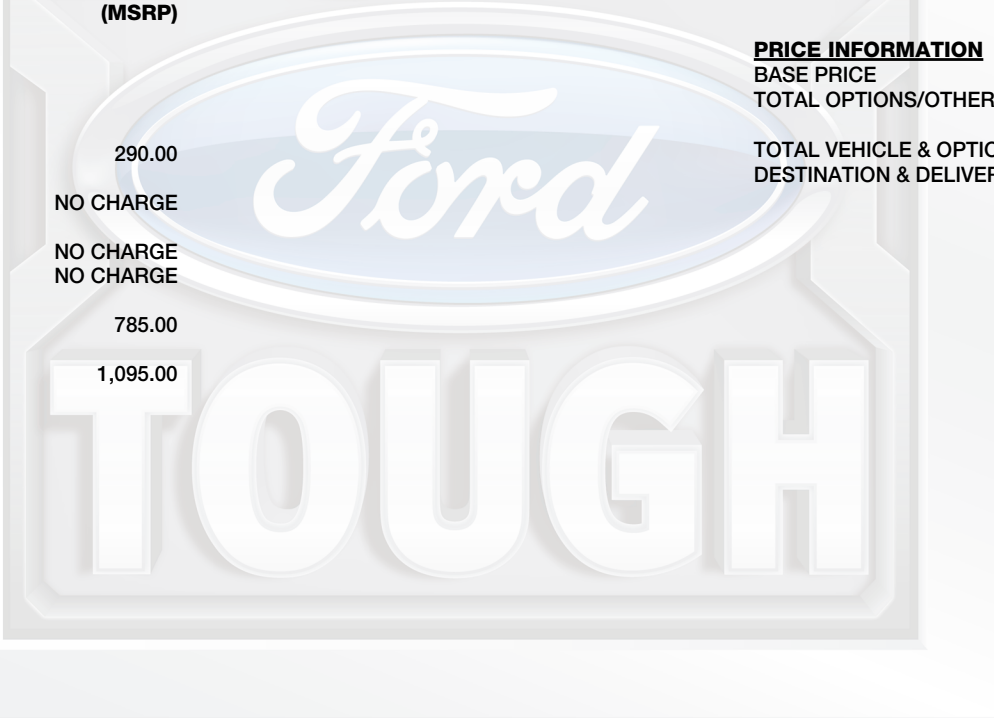 (MSRP)
290.00
NO CHARGE
NO CHARGE
NO CHARGE
785.00
1,095.00
PRICE INFORMATION
BASE PRICE
TOTAL OPTIONS/OTHER
TOTAL VEHICLE & OPTIO
DESTINATION & DELIVER
Ford
TOUGH